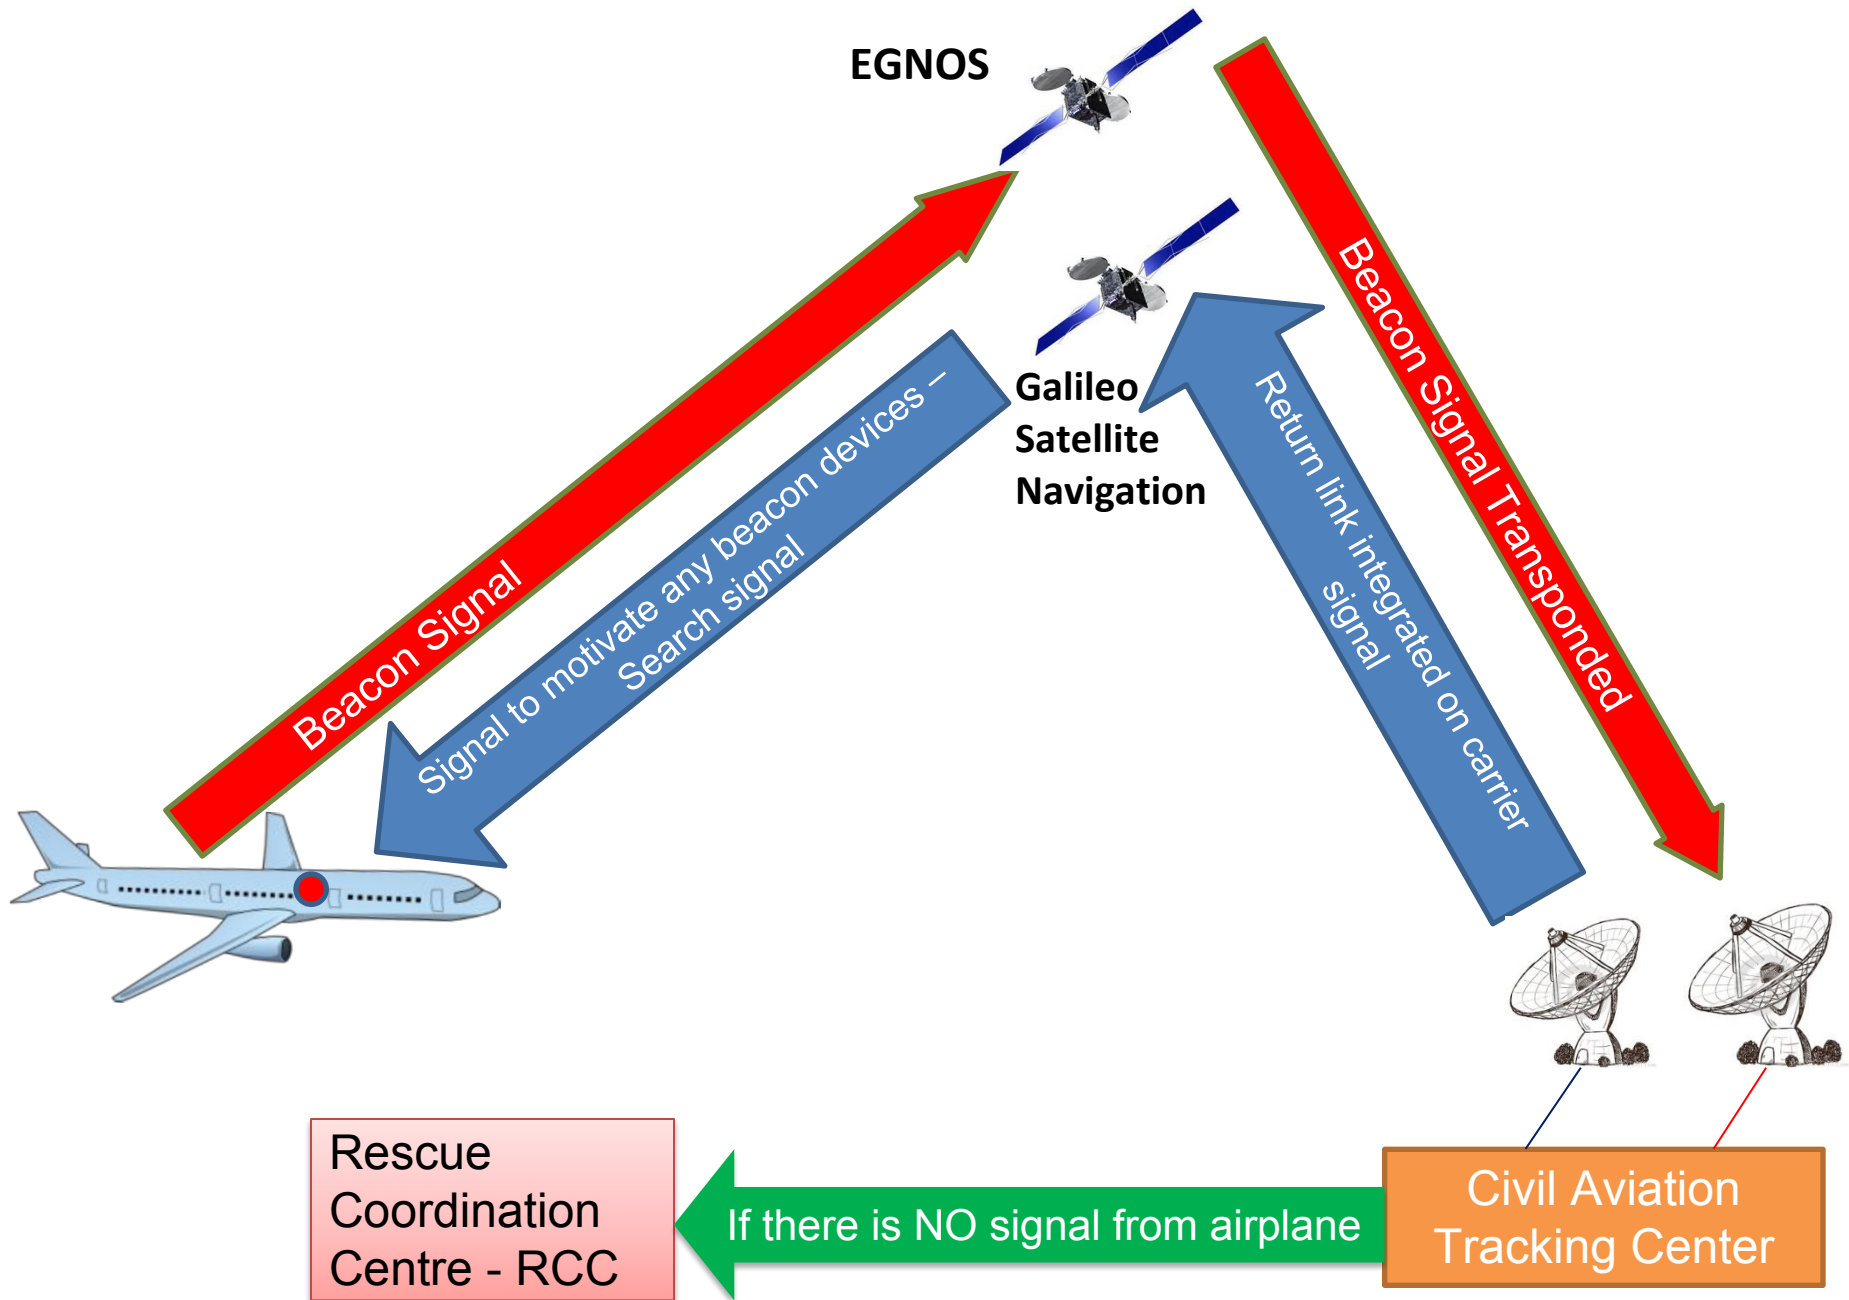 EGNOS
Galileo
Satellite
Navigation
Beacon Signal
Signal to motivate any beacon devices –
Search signal
Return link integrated on carrier
signal
Beacon Signal Transponded
Rescue
Coordination
Centre - RCC
If there is NO signal from airplane
Civil Aviation
Tracking Center